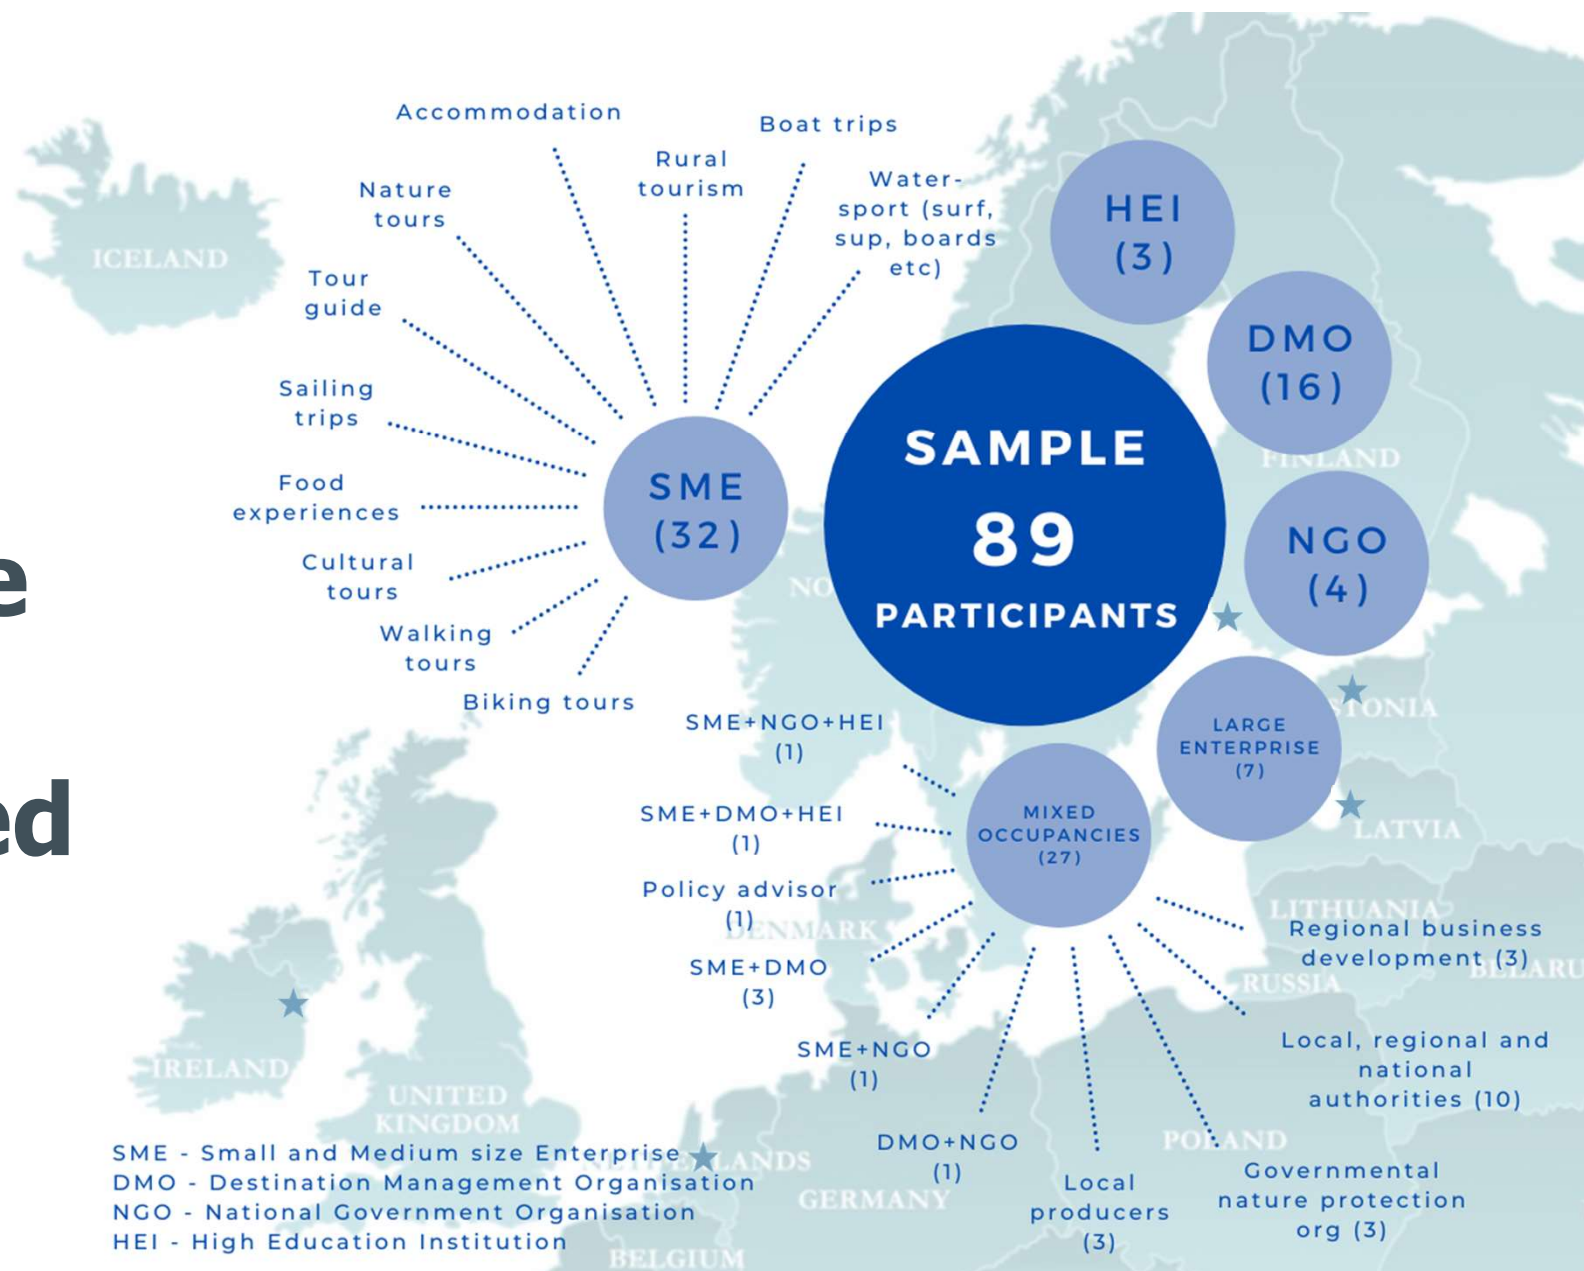 Accommodation
Boat trips
Rural
tourism
Water-
sport (surf,
sup, boards
etc)
Nature
tours
Tour
guide
Sailing
trips
Food
experiences
Cultural
tours
Walking
tours
Biking tours
SME
(32)
HEI
(3)
DMO
(16)
SAMPLE
89
PARTICIPANTS
NGO
(4)
LARGE
ENTERPRISE
(7)
MIXED
OCCUPANCIES
(27)
SME+NGO+HEI
(1)
SME+DMO+HEI
(1)
Policy advisor
(1)
SME+DMO
(3)
SME+NGO
(1)
DMO+NGO
(1)
Local
producers
(3)
Governmental
nature protection
org (3)
Local, regional and
national
authorities (10)
Regional business
development (3)
SME - Small and Medium size Enterprise
DMO - Destination Management Organisation
NGO - National Government Organisation
HEI - High Education Institution
e
ed
ICELAND
FINLAND
NO
STONIA
LATVIA
LITHUANIA
RUSSIA
BELARU
DENMARK
IRELAND
UNITED
KINGDOM
POLAND
GERMANY
BELGIUM